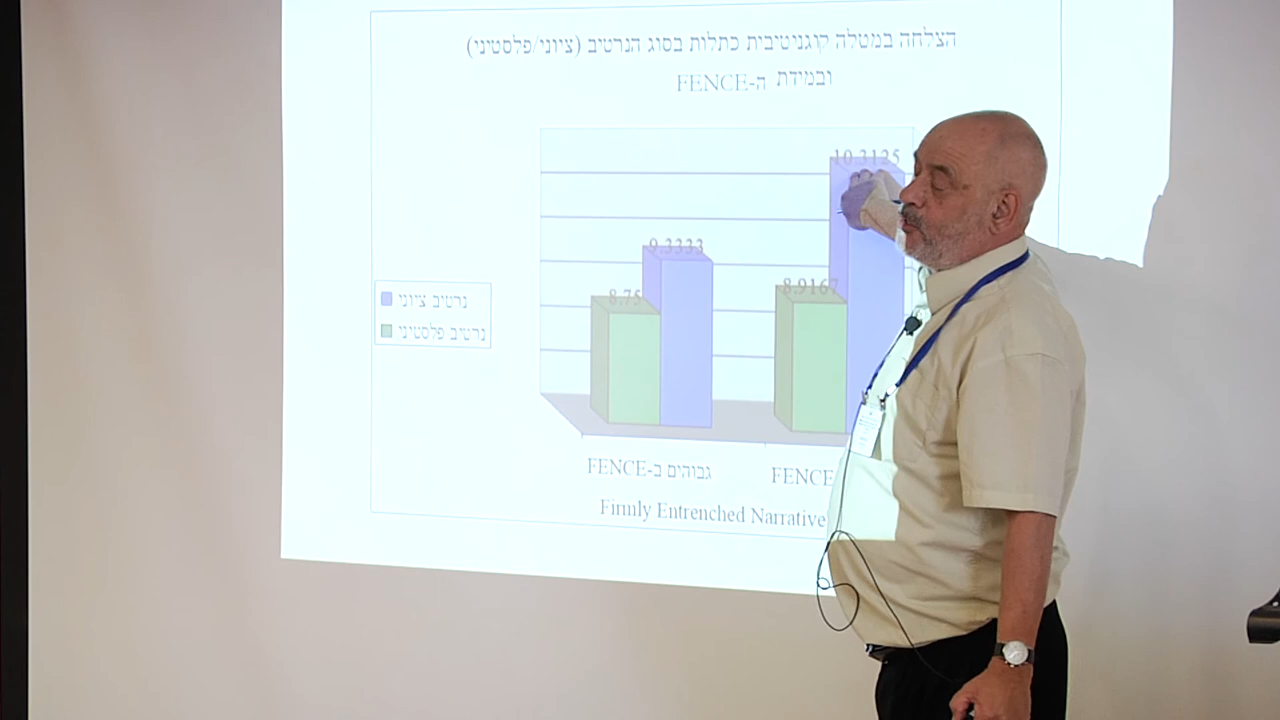 הצלחה במטלה קוגניטיבית כתלות בסוג הנרטיב (ציוני/פלסטיני)
ובמידת ה-FENCE
10.3125
9.3333
8.75
8.9167
נרטיב ציוני
נרטיב פלסטיני
גבוהים ב-FENCE
FENCE
Firmly Entrenched Narrative